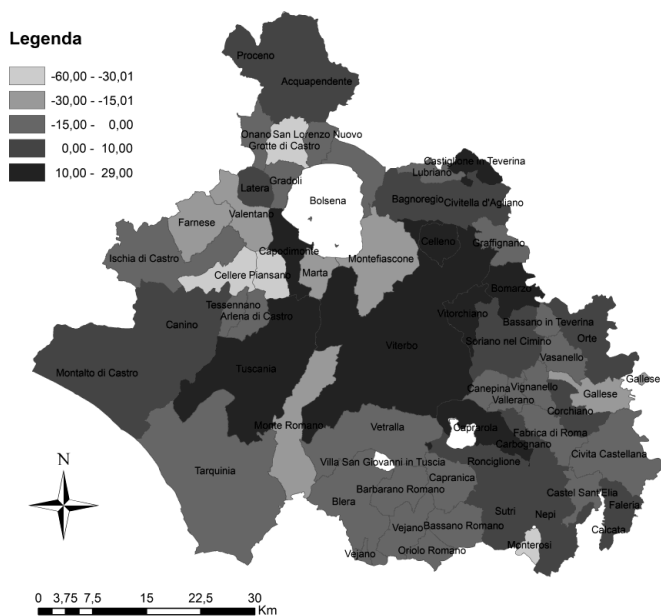 Legenda
-60,00 - -30,01
-30,00 - -15,01
-15,00 - 0,00
0,00 - 10,00
10,00 - 29,00
Proceno
Acquapendente
Onano San Lorenzo Nuovo
Grotte di Castro
Castiglione in Teverina
Lubriano
Gradoli
Latera
Bolsena
Bagnoregio
Civitella d'Agliano
Valentano
Farnese
Celleno
Graffignano
Capodimonte
Montefiascone
Ischia di Castro
Marta
Cellere Piansano
Bomarzo
Tessennano
Arlena di Castro
Vitorchiano
Bassano in Teverina
Canino
Soriano nel Cimino
Orte
Viterbo
Vasanello
Tuscania
Montalto di Castro
Gallese
Canepina
Vignanello
Gallese
Vallerano
Corchiano
Caprarola
Monte Romano
Vetralla
Fabrica di Roma
Carbognano
Civita Castellana
Villa San Giovanni in Tuscia
Ronciglione
Tarquinia
Capranica
Barbarano Romano
Castel Sant'Elia
Blera
Sutri
Nepi
Faleria
Vejano
Bassano Romano
Calcata
Monterosi
Vejano
Oriolo Romano
N
0 3,75 7,5 15 22,5 30
Km